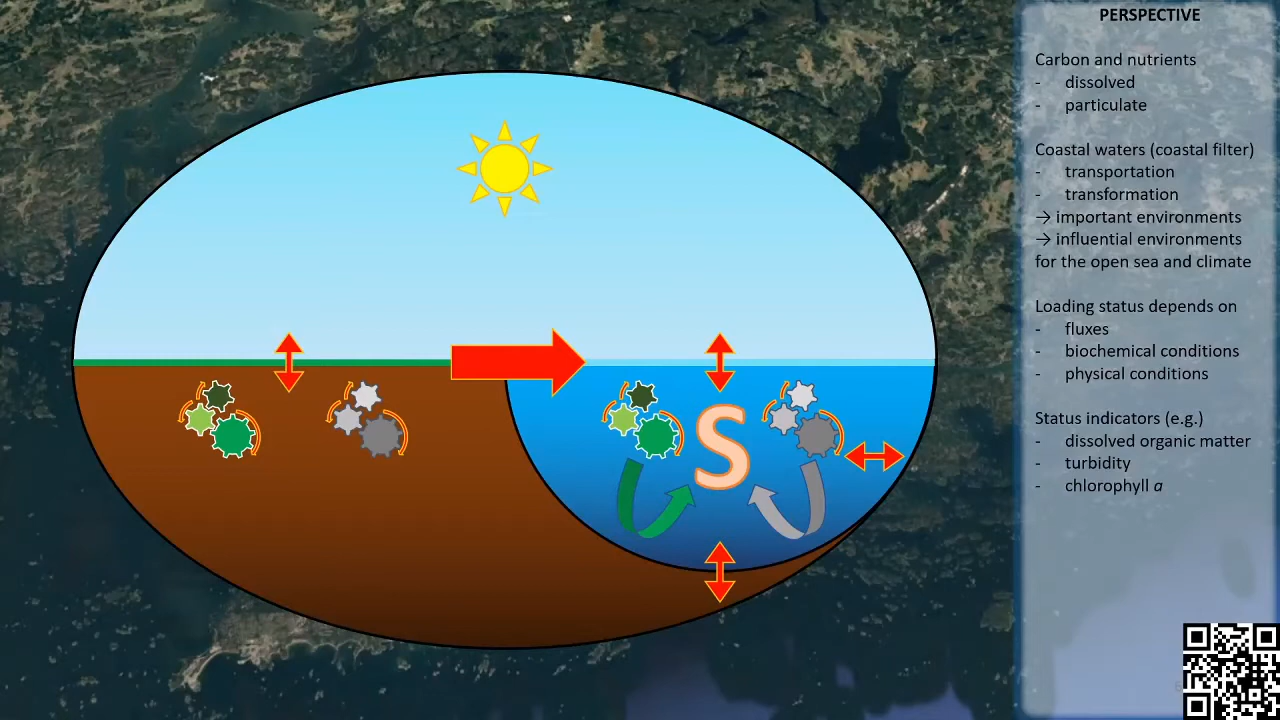 PERSPECTIVE
Carbon and nutrients
- dissolved
- particulate
Coastal waters (coastal filter)
- transportation
- transformation
→ important environments
→ influential environments
for the open sea and climate
Loading status depends on
- fluxes
- biochemical conditions
- physical conditions
Status indicators (e.g.)
- dissolved organic matter
- turbidity
- chlorophyll a
S